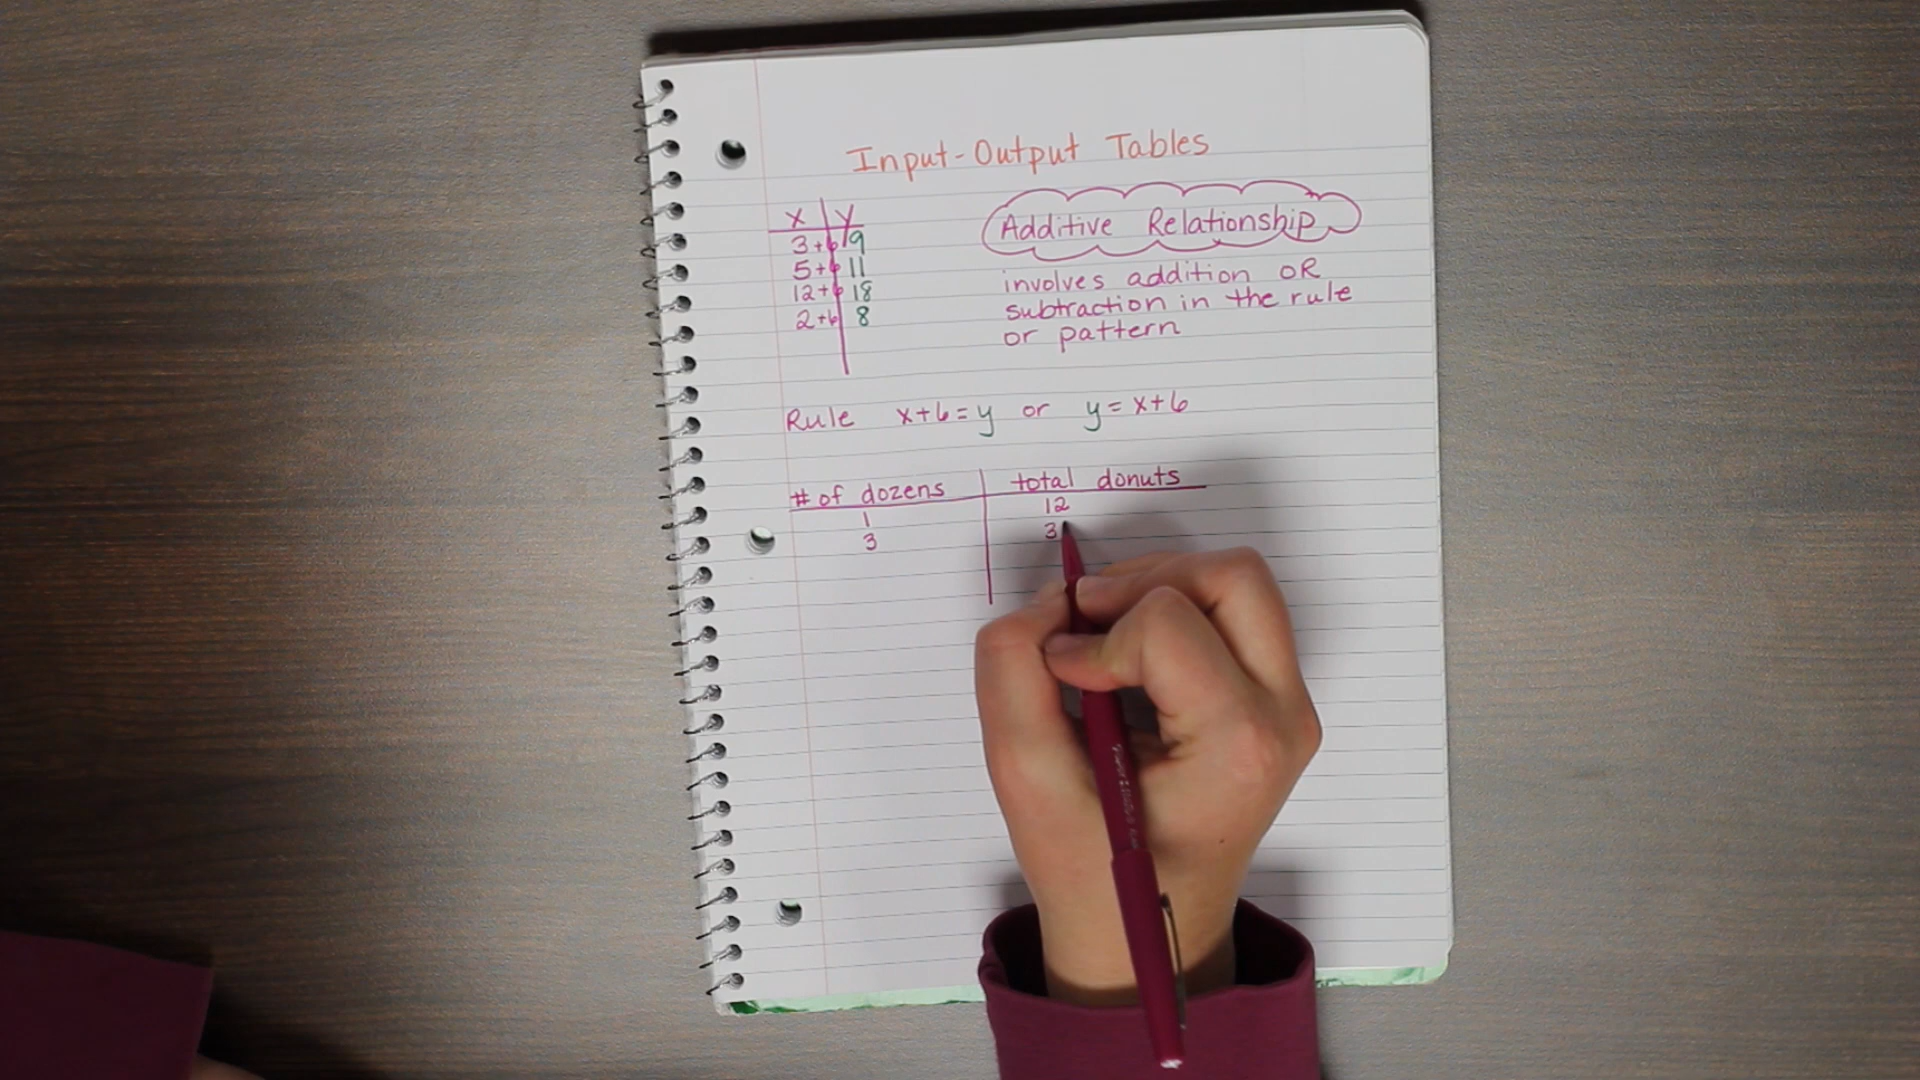 Input-Output Tables
x y
3+6 9
5+6 11
12+6 18
2+6 8
Additive Relationship
involves addition OR
subtraction in the rule
or pattern
Rule x+6=y or y=x+6
# of dozens total donuts
1 12
3 3